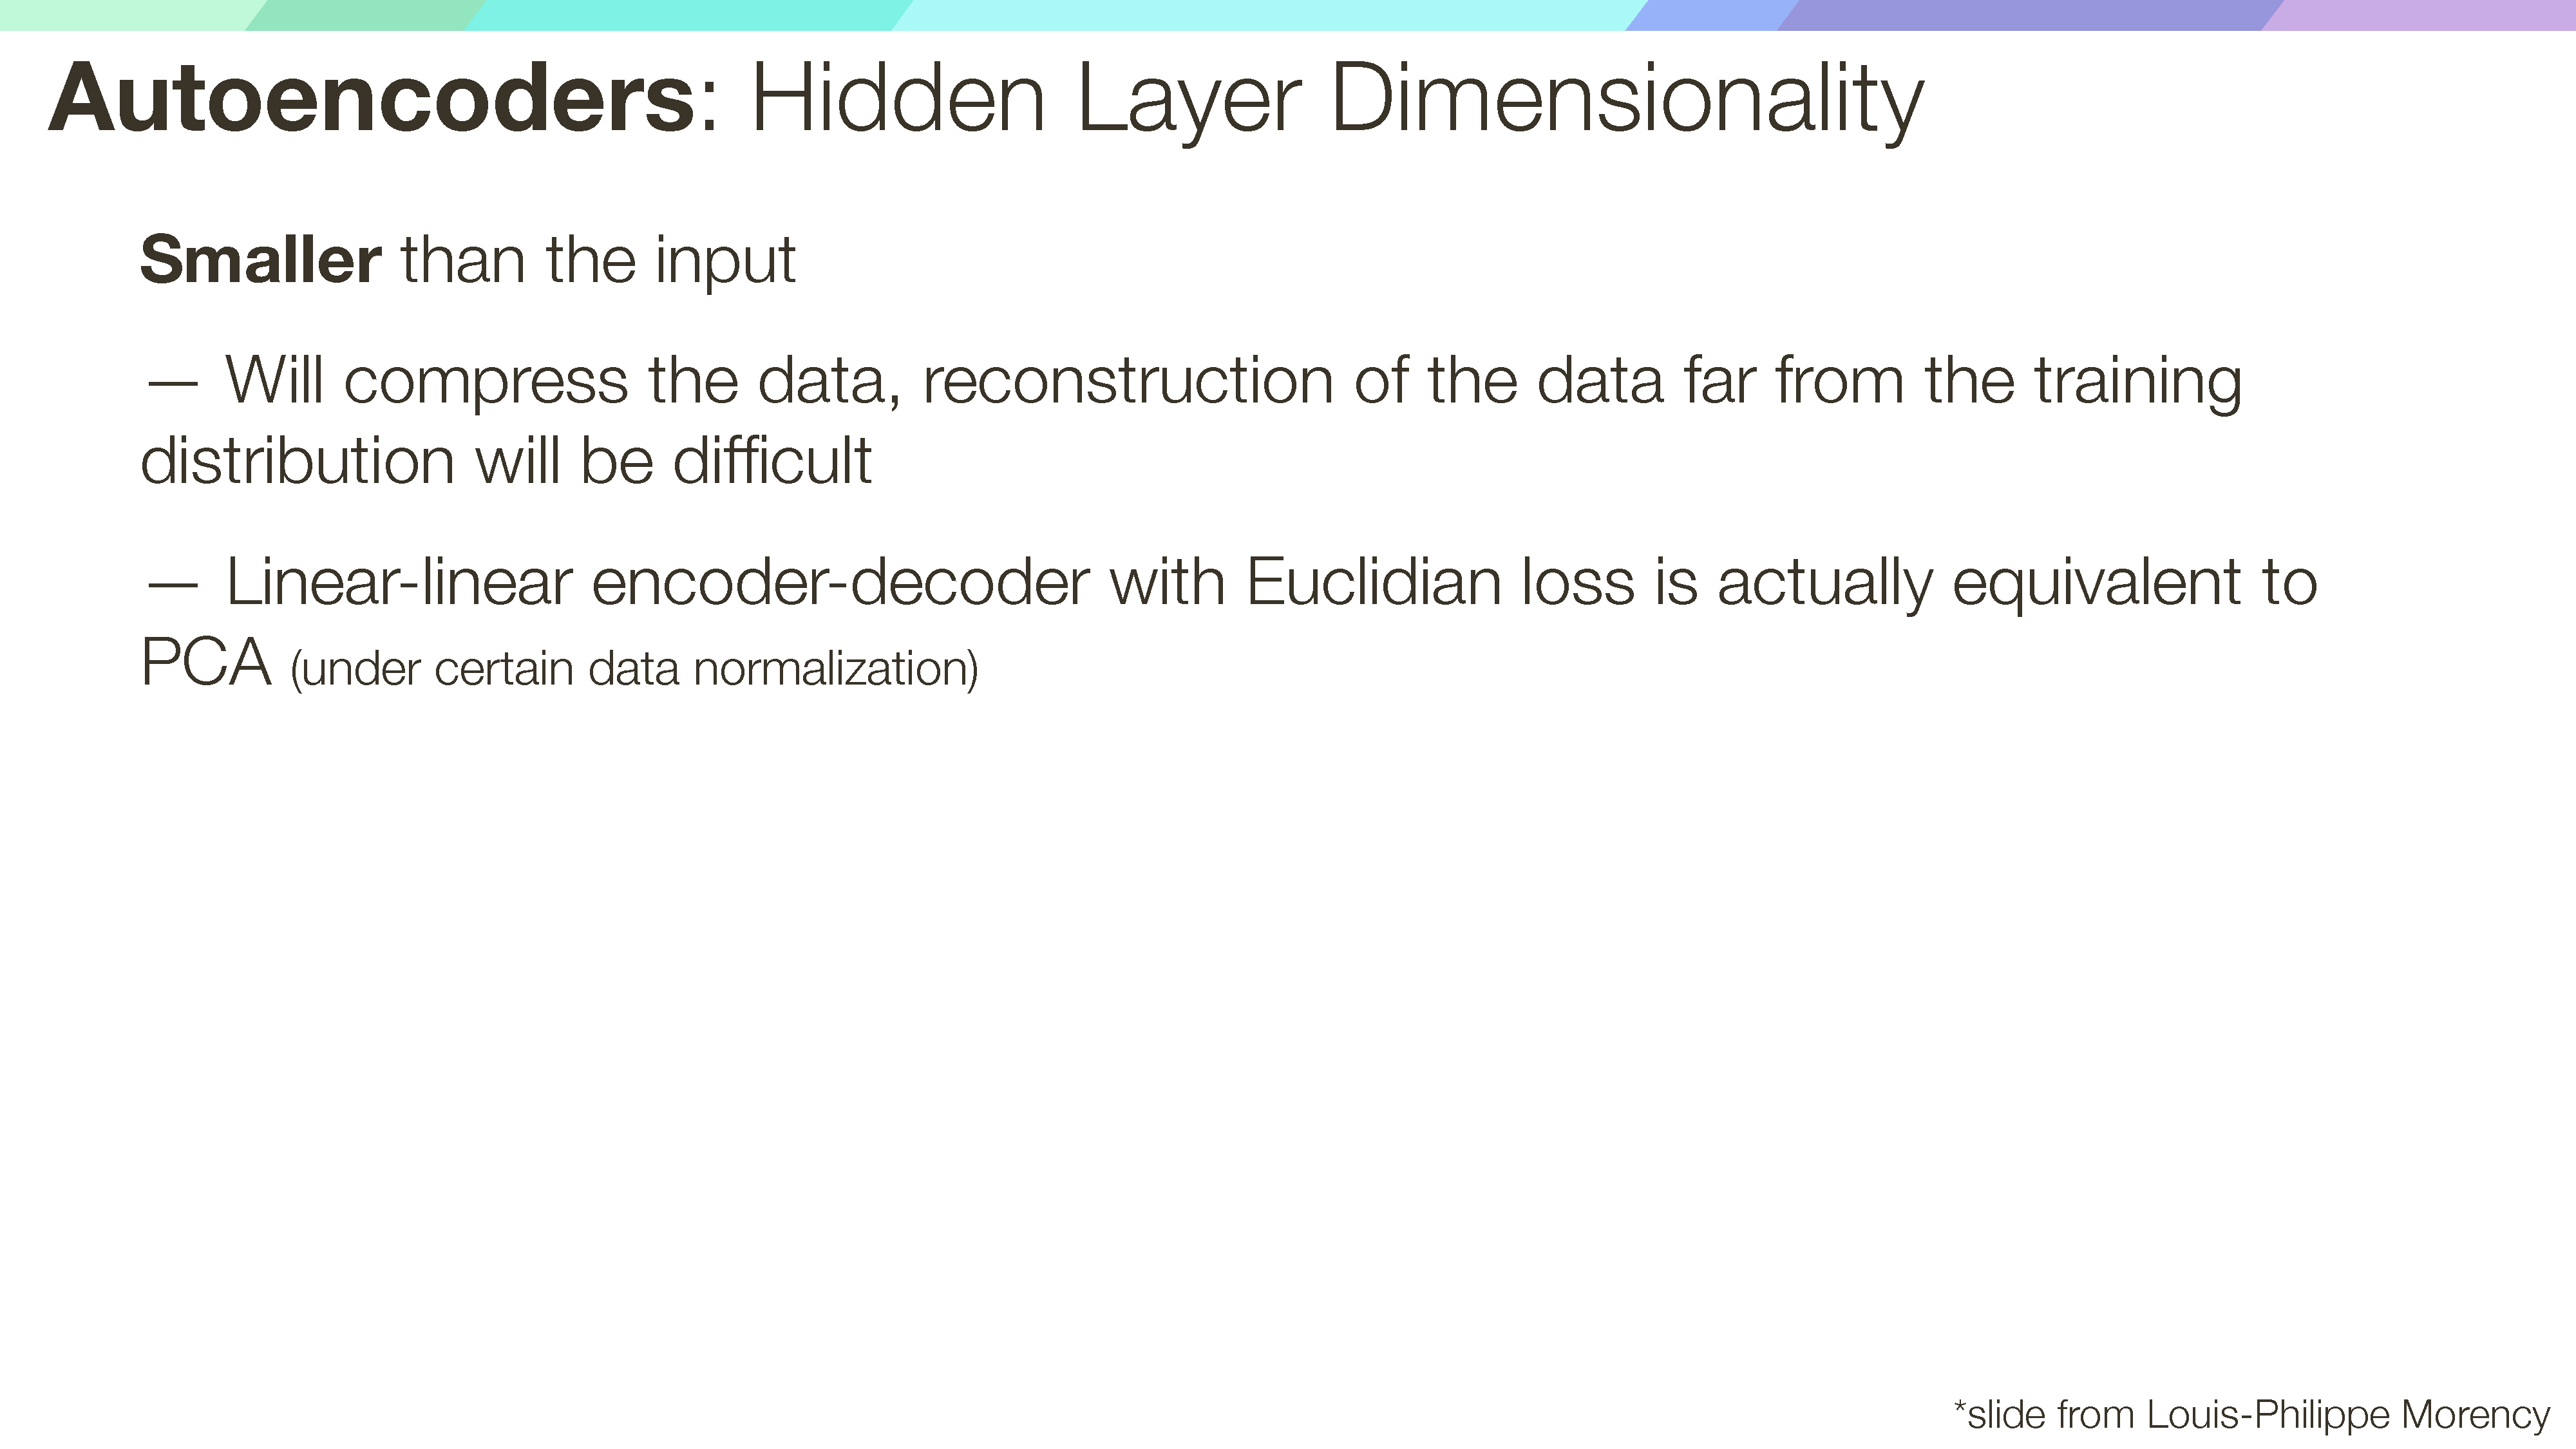 Autoencoders: Hidden Layer Dimensionality
Smaller than the input
— Will compress the data, reconstruction of the data far from the training
distribution will be difficult
— Linear-linear encoder-decoder with Euclidian loss is actually equivalent to
PCA (under certain data normalization)
*slide from Louis-Philippe Morency